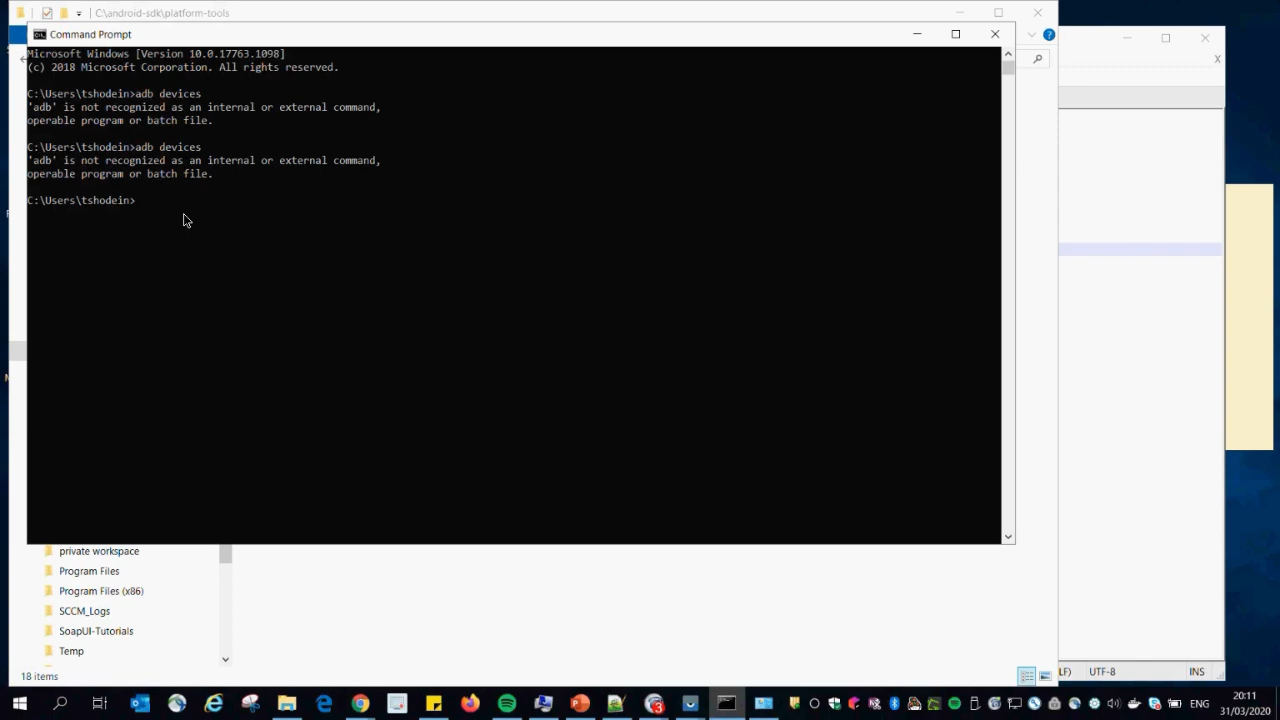 C:\android-sdk\platform-tools
Command Prompt
Microsoft Windows [Version 10.0.17763.1098]
(c) 2018 Microsoft Corporation. All rights reserved.
C:\Users\tshodein>adb devices
'adb' is not recognized as an internal or external command,
operable program or batch file.
C:\Users\tshodein>adb devices
'adb' is not recognized as an internal or external command,
operable program or batch file.
C:\Users\tshodein>
private workspace
Program Files
Program Files (x86)
SCCM_Logs
SoapUI-Tutorials
Temp
18 items
LF) UTF-8 INS
ENG
20:11
31/03/2020